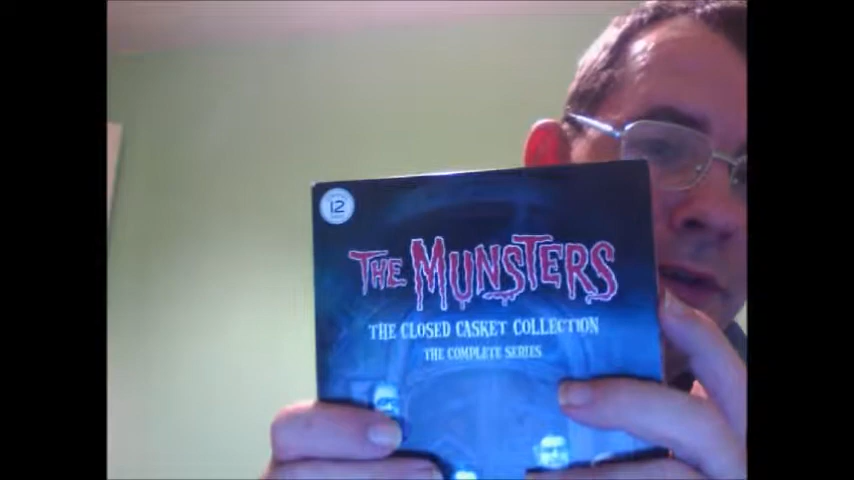 12
THE MUNSTERS
THE CLOSED CASKET COLLECTION
THE COMPLETE SERIES